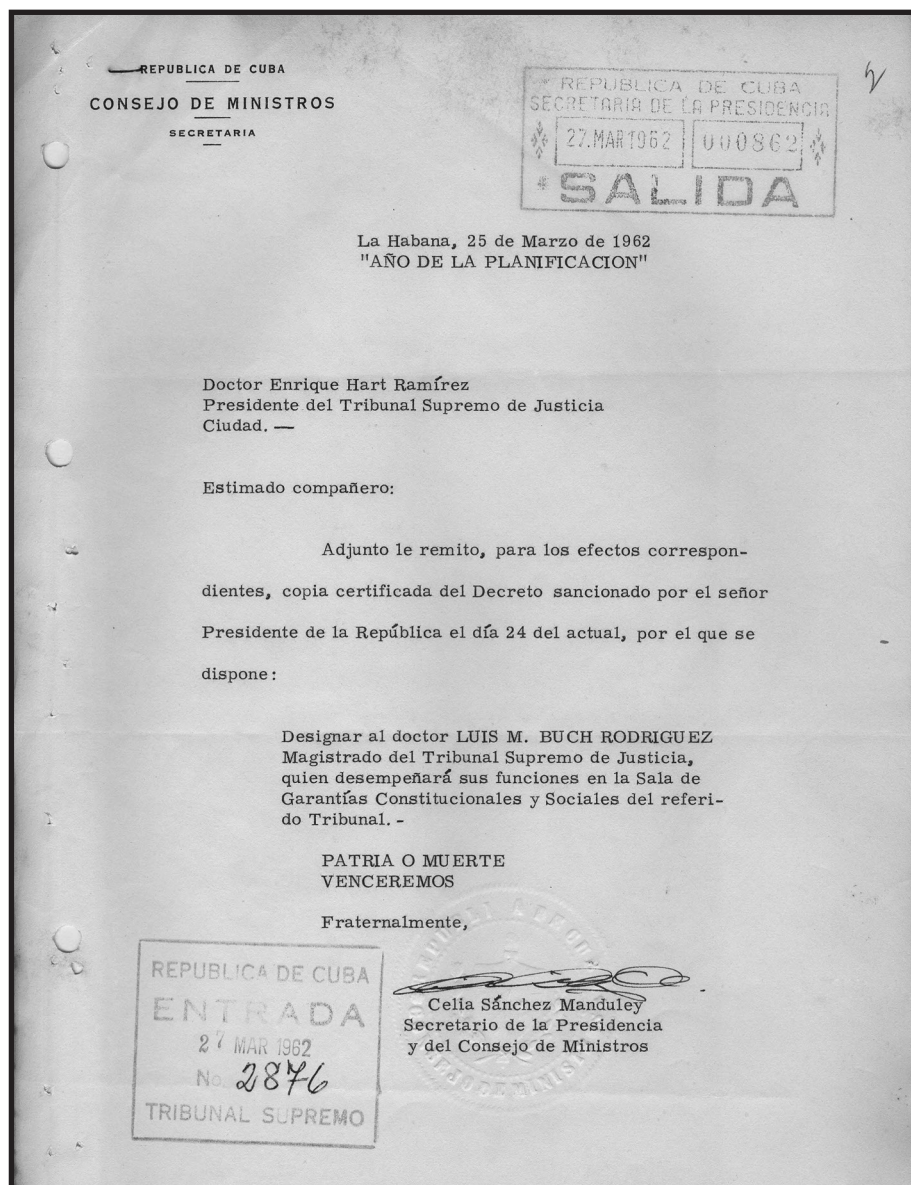 REPUBLICA DE CUBA
CONSEJO DE MINISTROS
SECRETARIA
REPUBLICA DE CUBA
SECRETARIA DE LA PRESIDENCIA
27.MAR1962 000862
SALIDA
La Habana, 25 de Marzo de 1962
"AÑO DE LA PLANIFICACION"
Doctor Enrique Hart Ramírez
Presidente del Tribunal Supremo de Justicia
Ciudad. —
Estimado compañero:
Adjunto le remito, para los efectos correspon-
dientes, copia certificada del Decreto sancionado por el señor
Presidente de la República el día 24 del actual, por el que se
dispone:
Designar al doctor LUIS M. BUCH RODRIGUEZ
Magistrado del Tribunal Supremo de Justicia,
quien desempeñará sus funciones en la Sala de
Garantías Constitucionales y Sociales del referi-
do Tribunal. -
PATRIA O MUERTE
VENCEREMOS
Fraternalmente,
Celia Sánchez Manduley
Secretario de la Presidencia
y del Consejo de Ministros
REPUBLICA DE CUBA
ENTRADA
27 MAR 1962
No. 2876
TRIBUNAL SUPREMO